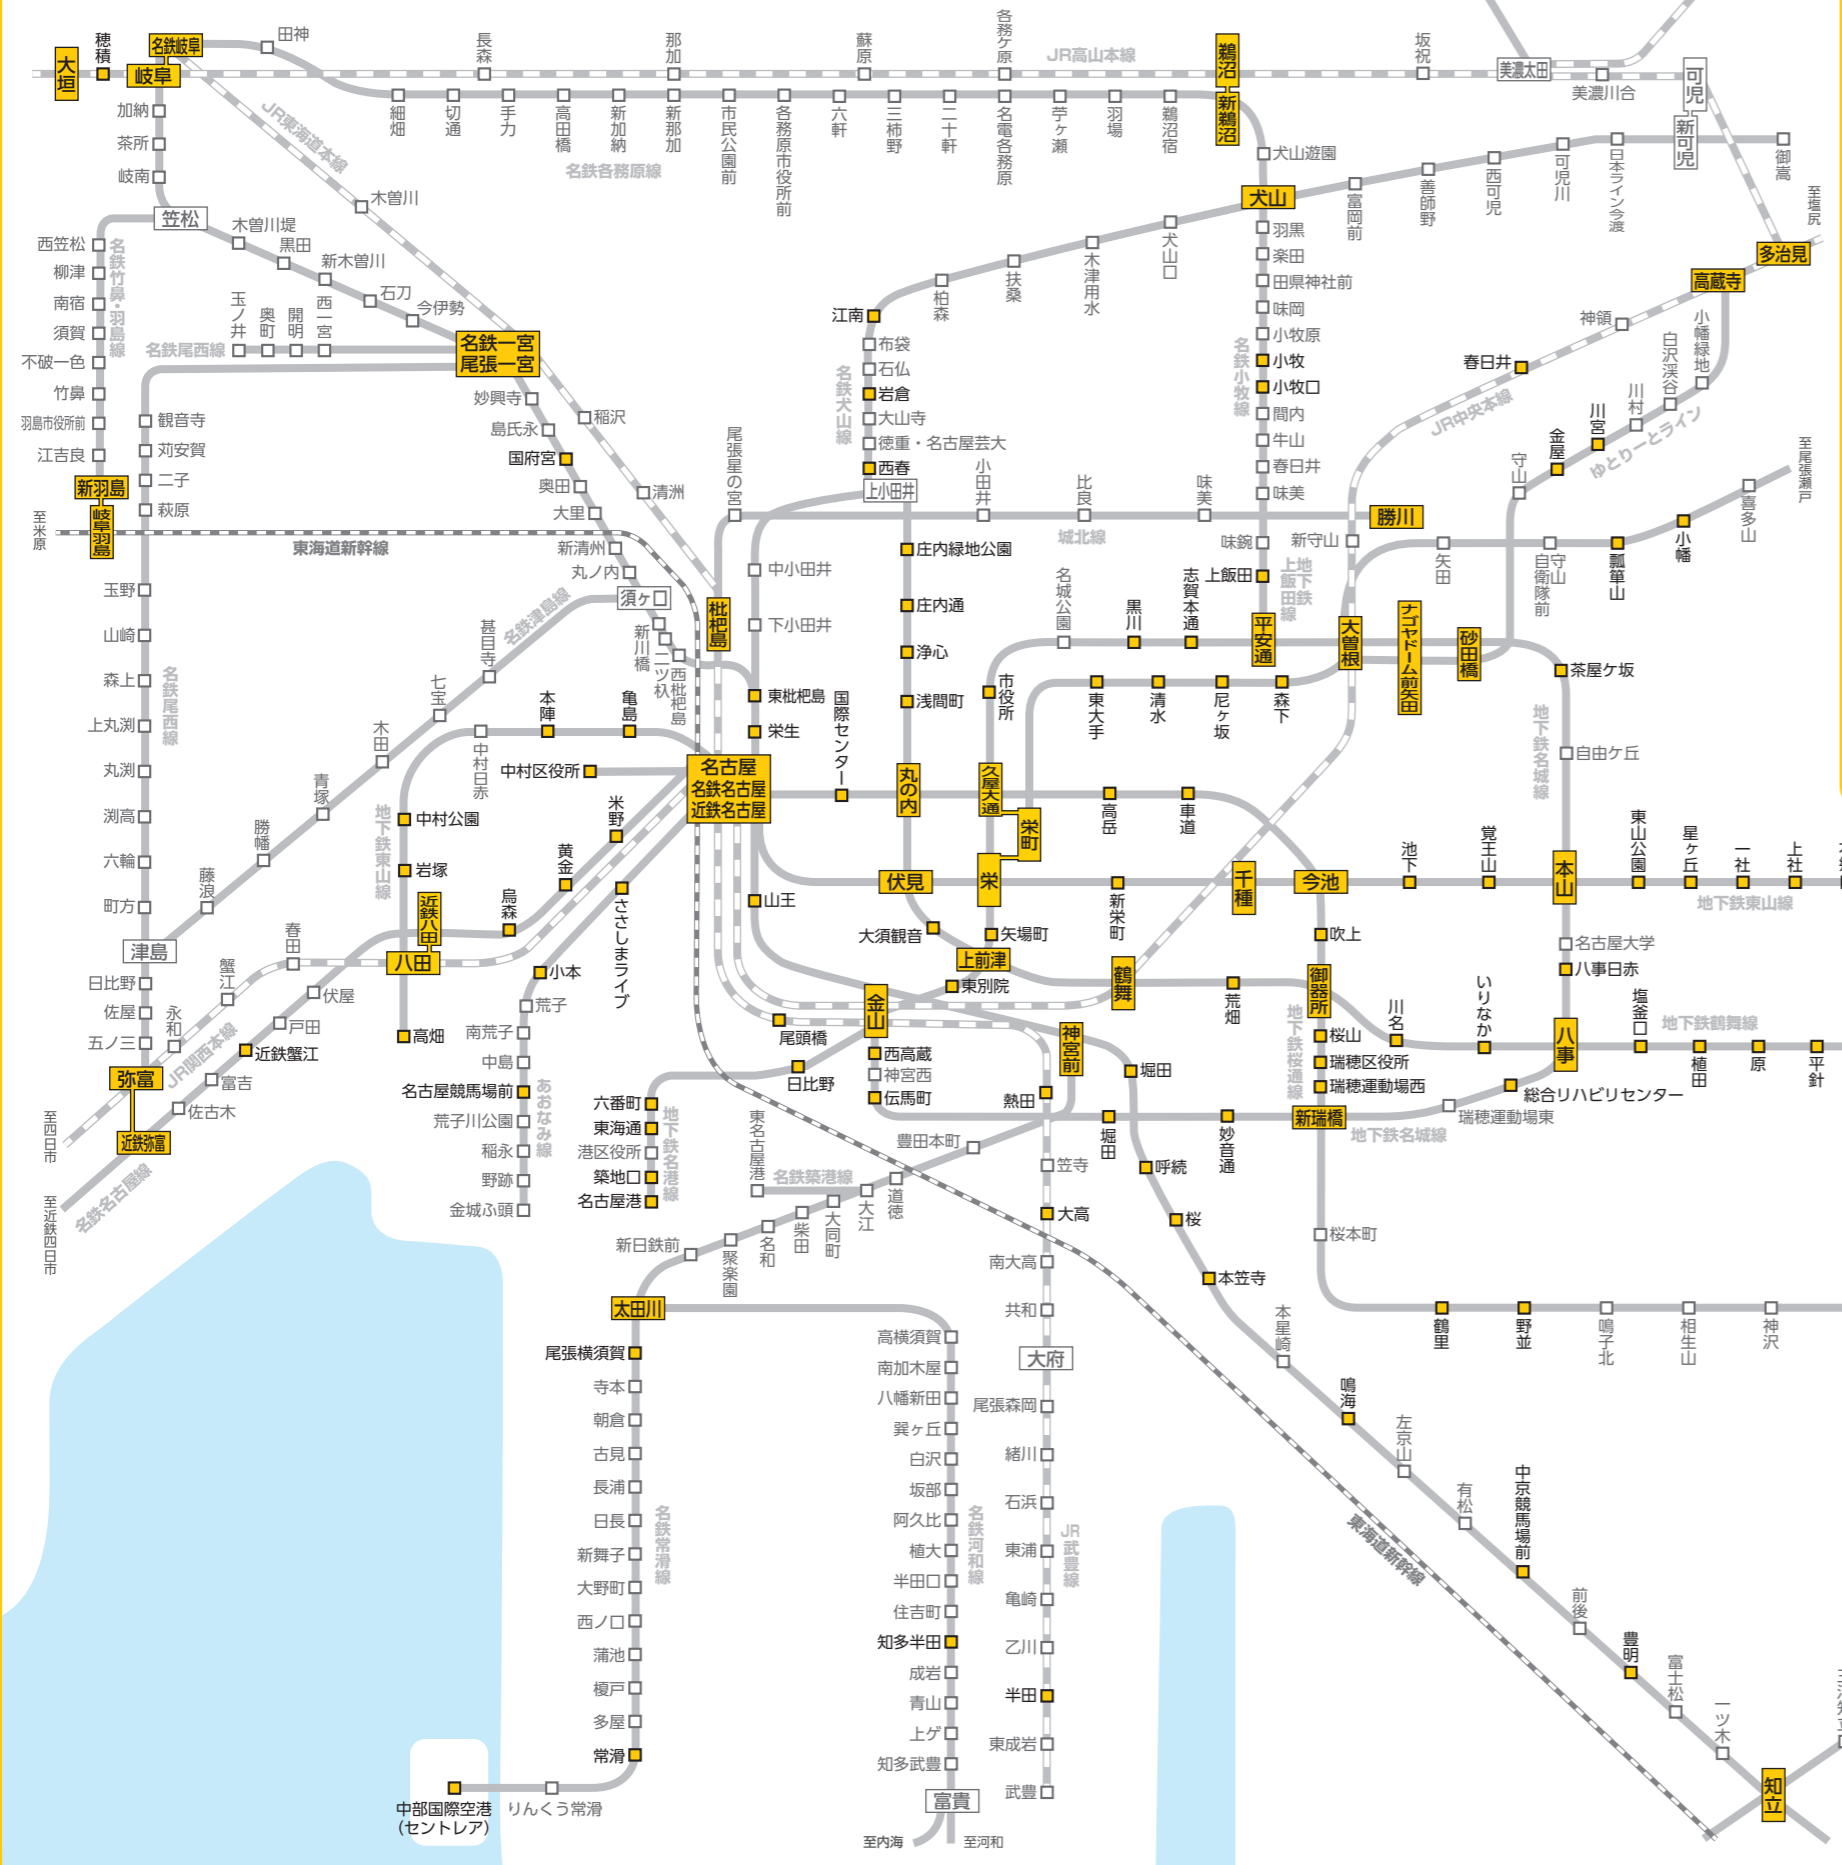 大垣
穂積
名鉄岐阜
岐阜
田神
長森
那加
蘇原
各務ケ原
JR高山本線
鵜沼
新鵜沼
坂祝
美濃太田
美濃川合
可児
新可児
御嵩
至塩尻
加納
茶所
岐南
JR東海道本線
細畑
切通
手力
高田橋
新加納
新那加
市民公園前
各務原市役所前
六軒
三柿野
二十軒
名電各務原
苧ヶ瀬
羽場
鵜沼宿
名鉄各務原線
犬山遊園
犬山
富岡前
善師野
西可児
可児川
日本ライン今渡
多治見
高蔵寺
笠松
木曽川
木曽川堤
黒田
新木曽川
石刀
今伊勢
西笠松
柳津
南宿
須賀
不破一色
竹鼻
羽島市役所前
江吉良
名鉄竹鼻・羽島線
新羽島
岐阜羽島
玉ノ井
奥町
開明
西一宮
名鉄尾西線
名鉄一宮
尾張一宮
観音寺
苅安賀
二子
萩原
妙興寺
島氏永
国府宮
奥田
大里
新清州
丸ノ内
須ヶ口
稲沢
清洲
至米原
東海道新幹線
江南
柏森
扶桑
木津用水
犬山口
布袋
石仏
岩倉
大山寺
徳重・名古屋芸大
西春
上小田井
名鉄犬山線
羽黒
楽田
田県神社前
味岡
小牧原
小牧
小牧口
間内
牛山
春日井
味美
味鋺
上飯田
名鉄小牧線
地下鉄
上飯田線
平安通
神領
春日井
JR中央本線
小幡緑地
白沢渓谷
川村
川宮
金屋
守山
ゆとりーとライン
至尾張瀬戸
喜多山
小幡
瓢箪山
守山
自衛隊前
矢田
新守山
勝川
尾張星の宮
小田井
比良
味美
城北線
枇杷島
中小田井
下小田井
東枇杷島
栄生
庄内緑地公園
庄内通
浄心
浅間町
丸の内
名城公園
黒川
志賀本通
大曽根
ナゴヤドーム前矢田
砂田橋
茶屋ケ坂
自由ケ丘
地下鉄名城線
市役所
東大手
清水
尼ヶ坂
森下
新川橋
二ツ杁
西枇杷島
玉野
山崎
森上
上丸渕
丸渕
渕高
六輪
町方
名鉄尾西線
津島
日比野
佐屋
五ノ三
弥富
近鉄弥富
名鉄津島線
甚目寺
七宝
木田
青塚
勝幡
藤浪
本陣
亀島
中村日赤
中村区役所
中村公園
岩塚
地下鉄東山線
近鉄八田
八田
高畑
名古屋
名鉄名古屋
近鉄名古屋
国際センター
久屋大通
栄町
栄
伏見
高岳
車道
池下
覚王山
本山
東山公園
星ヶ丘
一社
上社
地下鉄東山線
千種
今池
新栄町
米野
黄金
烏森
ささしまライブ
小本
荒子
南荒子
中島
名古屋競馬場前
荒子川公園
稲永
野跡
金城ふ頭
あおなみ線
春田
蟹江
永和
伏屋
戸田
近鉄蟹江
富吉
佐古木
JR関西本線
名鉄名古屋線
至四日市
至近鉄四日市
山王
大須観音
矢場町
上前津
東別院
鶴舞
吹上
御器所
荒畑
川名
いりなか
八事
名古屋大学
八事日赤
塩釜口
植田
原
平針
地下鉄鶴舞線
地下鉄桜通線
桜山
瑞穂区役所
瑞穂運動場西
新瑞橋
瑞穂運動場東
総合リハビリセンター
地下鉄名城線
金山
尾頭橋
日比野
西高蔵
神宮西
伝馬町
神宮前
熱田
堀田
堀田
妙音通
六番町
東海通
港区役所
築地口
名古屋港
地下鉄名港線
東名古屋港
名鉄築港線
豊田本町
道徳
大江
大同町
柴田
名和
聚楽園
新日鉄前
太田川
笠寺
大高
南大高
共和
大府
尾張森岡
緒川
石浜
東浦
亀崎
乙川
半田
東成岩
武豊
JR武豊線
呼続
桜
本笠寺
本星崎
鳴海
左京山
有松
中京競馬場前
前後
豊明
富士松
一ツ木
知立
東海道新幹線
桜本町
鶴里
野並
鳴子北
相生山
神沢
尾張横須賀
寺本
朝倉
古見
長浦
日長
新舞子
大野町
西ノ口
蒲池
榎戸
多屋
常滑
名鉄常滑線
りんくう常滑
中部国際空港
（セントレア）
高横須賀
南加木屋
八幡新田
巽ヶ丘
白沢
坂部
阿久比
植大
半田口
住吉町
知多半田
成岩
青山
上ゲ
知多武豊
富貴
名鉄河和線
至内海
至河和